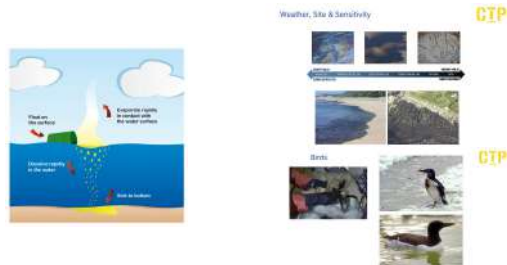 Float on
the surface
Evaporate rapidly
in contact with
the water surface
Dissolve rapidly
in the water
Sink to bottom
Weather, Site & Sensitivity
CTP
Birds
CTP